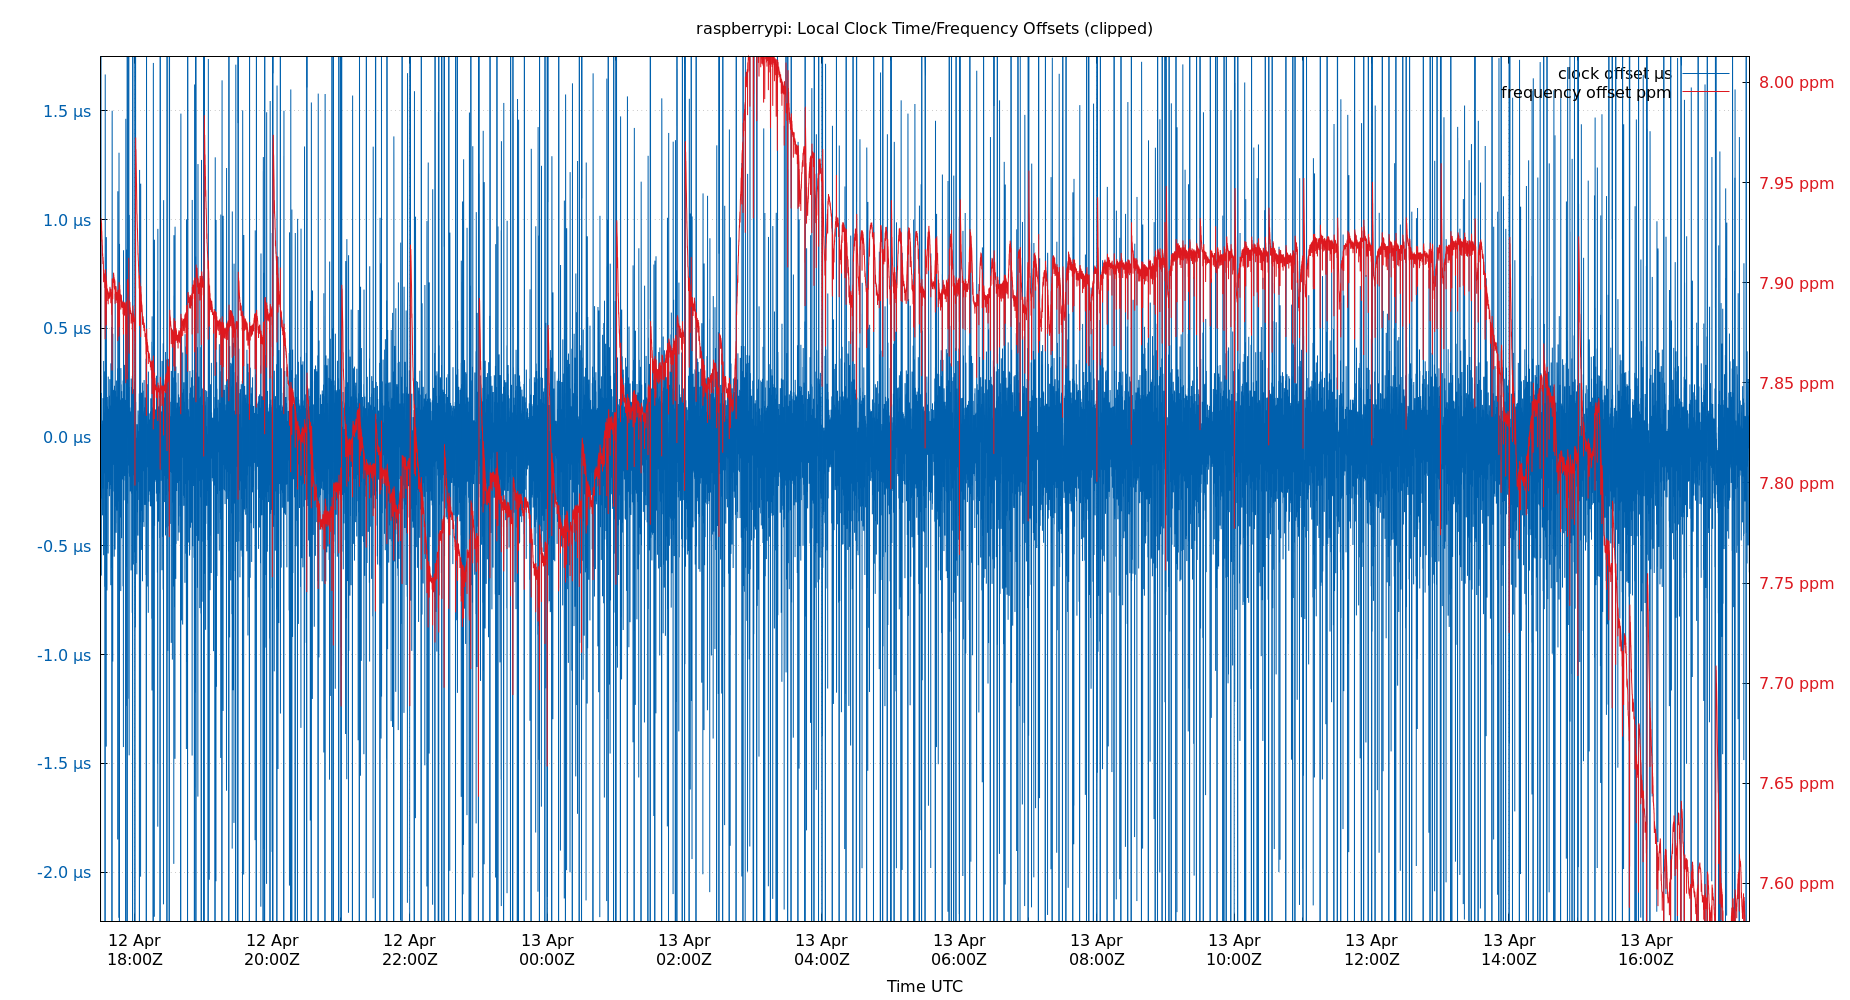 raspberrypi: Local Clock Time/Frequency Offsets (clipped)
clock offset µs
frequency offset ppm
1.5 µs
1.0 µs
0.5 µs
0.0 µs
-0.5 µs
-1.0 µs
-1.5 µs
-2.0 µs
8.00 ppm
7.95 ppm
7.90 ppm
7.85 ppm
7.80 ppm
7.75 ppm
7.70 ppm
7.65 ppm
7.60 ppm
12 Apr 12 Apr 12 Apr 13 Apr 13 Apr 13 Apr 13 Apr 13 Apr 13 Apr 13 Apr 13 Apr 13 Apr
18:00Z 20:00Z 22:00Z 00:00Z 02:00Z 04:00Z 06:00Z 08:00Z 10:00Z 12:00Z 14:00Z 16:00Z
Time UTC